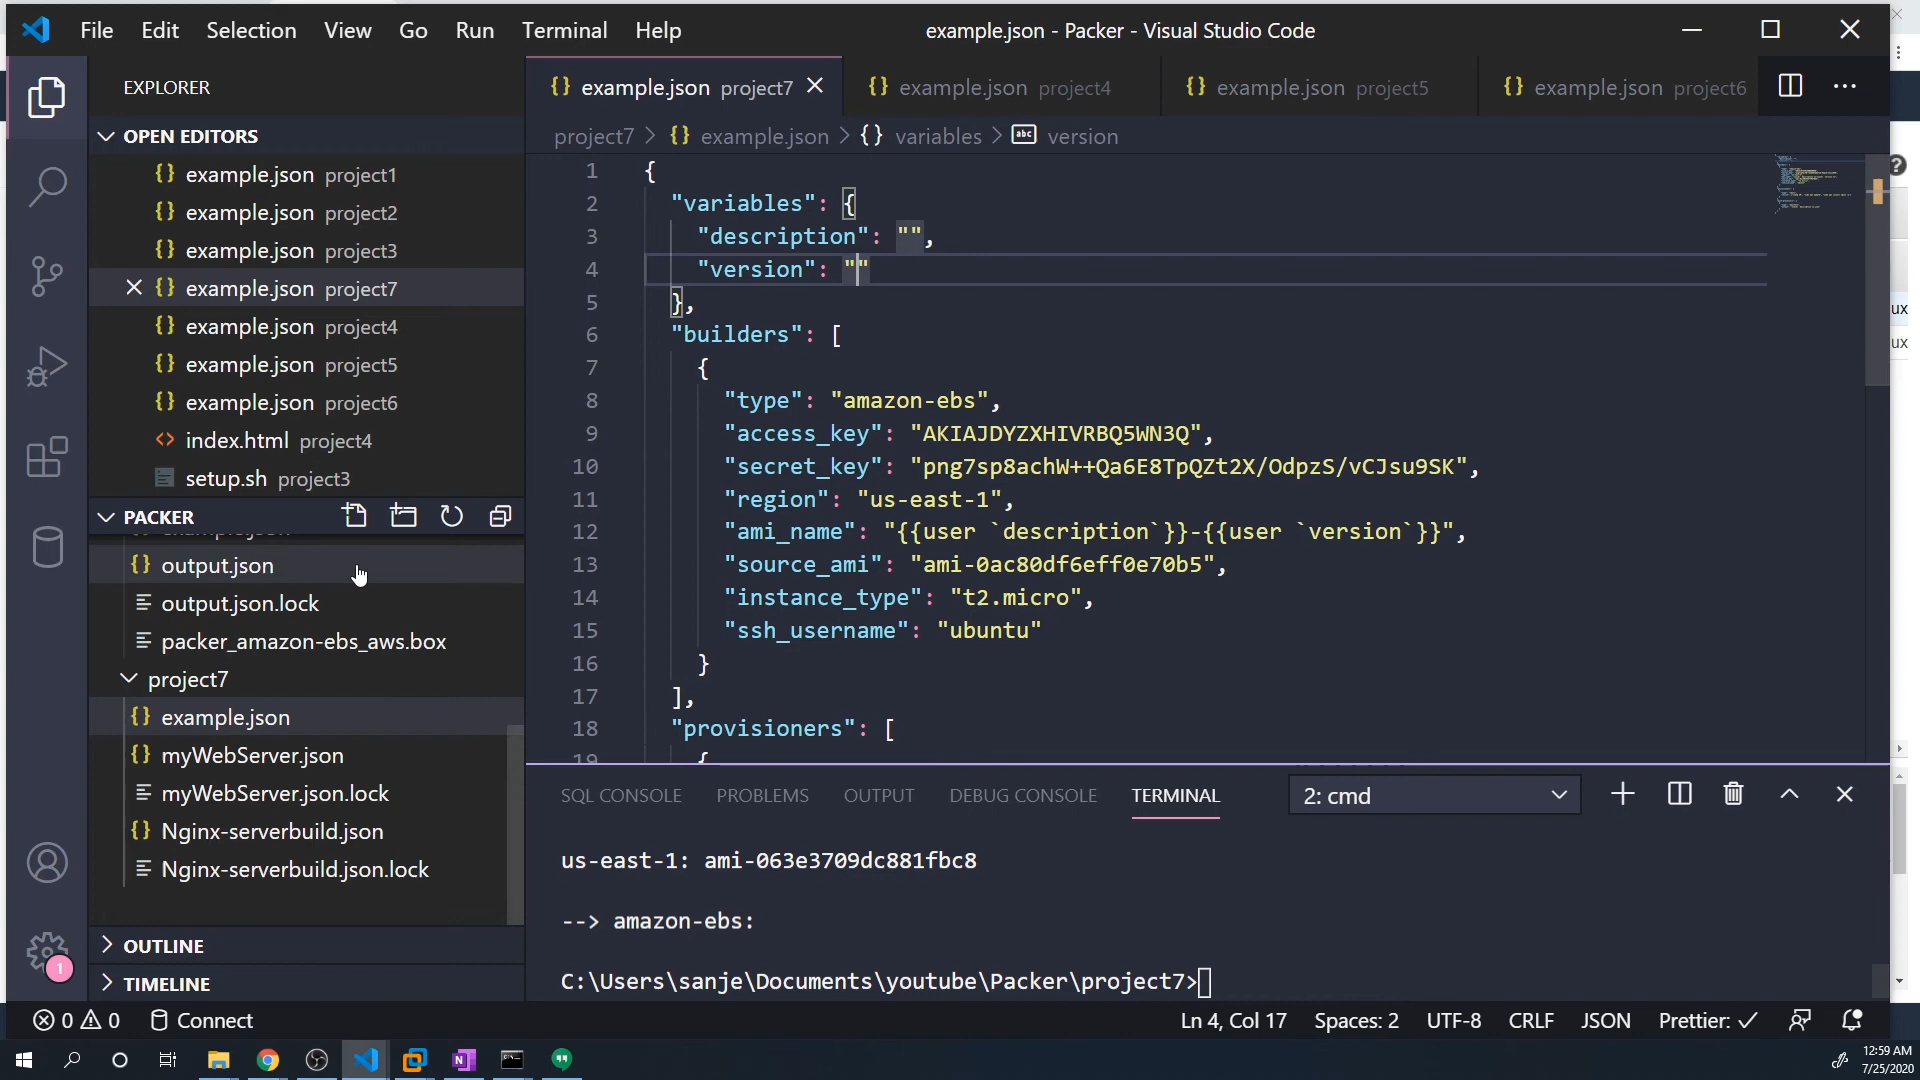 File Edit Selection View Go Run Terminal Help
example.json - Packer - Visual Studio Code
EXPLORER
OPEN EDITORS
example.json project1
example.json project2
example.json project3
example.json project7
example.json project4
example.json project5
example.json project6
index.html project4
setup.sh project3
PACKER
output.json
output.json.lock
packer_amazon-ebs_aws.box
project7
example.json
myWebServer.json
myWebServer.json.lock
Nginx-serverbuild.json
Nginx-serverbuild.json.lock
OUTLINE
TIMELINE
example.json project7
example.json project4
example.json project5
example.json project6
project7 > {} example.json > {} variables > abc version
1 {
2 "variables": {
3 "description": "",
4 "version": ""
5 },
6 "builders": [
7 {
8 "type": "amazon-ebs",
9 "access_key": "AKIAJDYZXHIVRBQ5WN3Q",
10 "secret_key": "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",
11 "region": "us-east-1",
12 "ami_name": "{{user `description`}}-{{user `version`}}",
13 "source_ami": "ami-0ac80df6eff0e70b5",
14 "instance_type": "t2.micro",
15 "ssh_username": "ubuntu"
16 }
17 ],
18 "provisioners": [
19 {
SQL CONSOLE PROBLEMS OUTPUT DEBUG CONSOLE TERMINAL 2: cmd
us-east-1: ami-063e3709dc881fbc8
--> amazon-ebs:
C:\Users\sanje\Documents\youtube\Packer\project7>
1
0 0 Connect Ln 4, Col 17 Spaces: 2 UTF-8 CRLF JSON Prettier: ✓
12:59 AM
7/25/2020
ux
ux